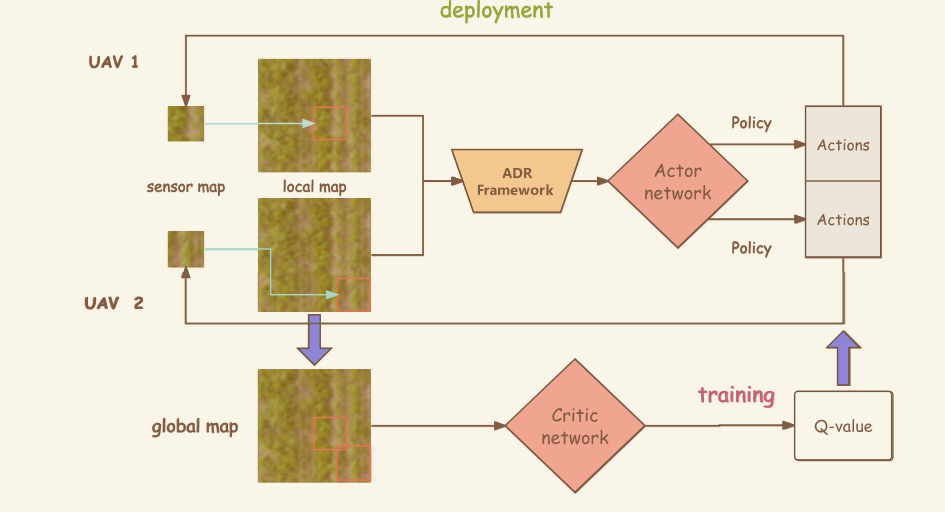 deployment
UAV 1
sensor map
local map
ADR
Framework
Actor
network
Policy
Policy
Actions
Actions
UAV 2
global map
Critic
network
training
Q-value